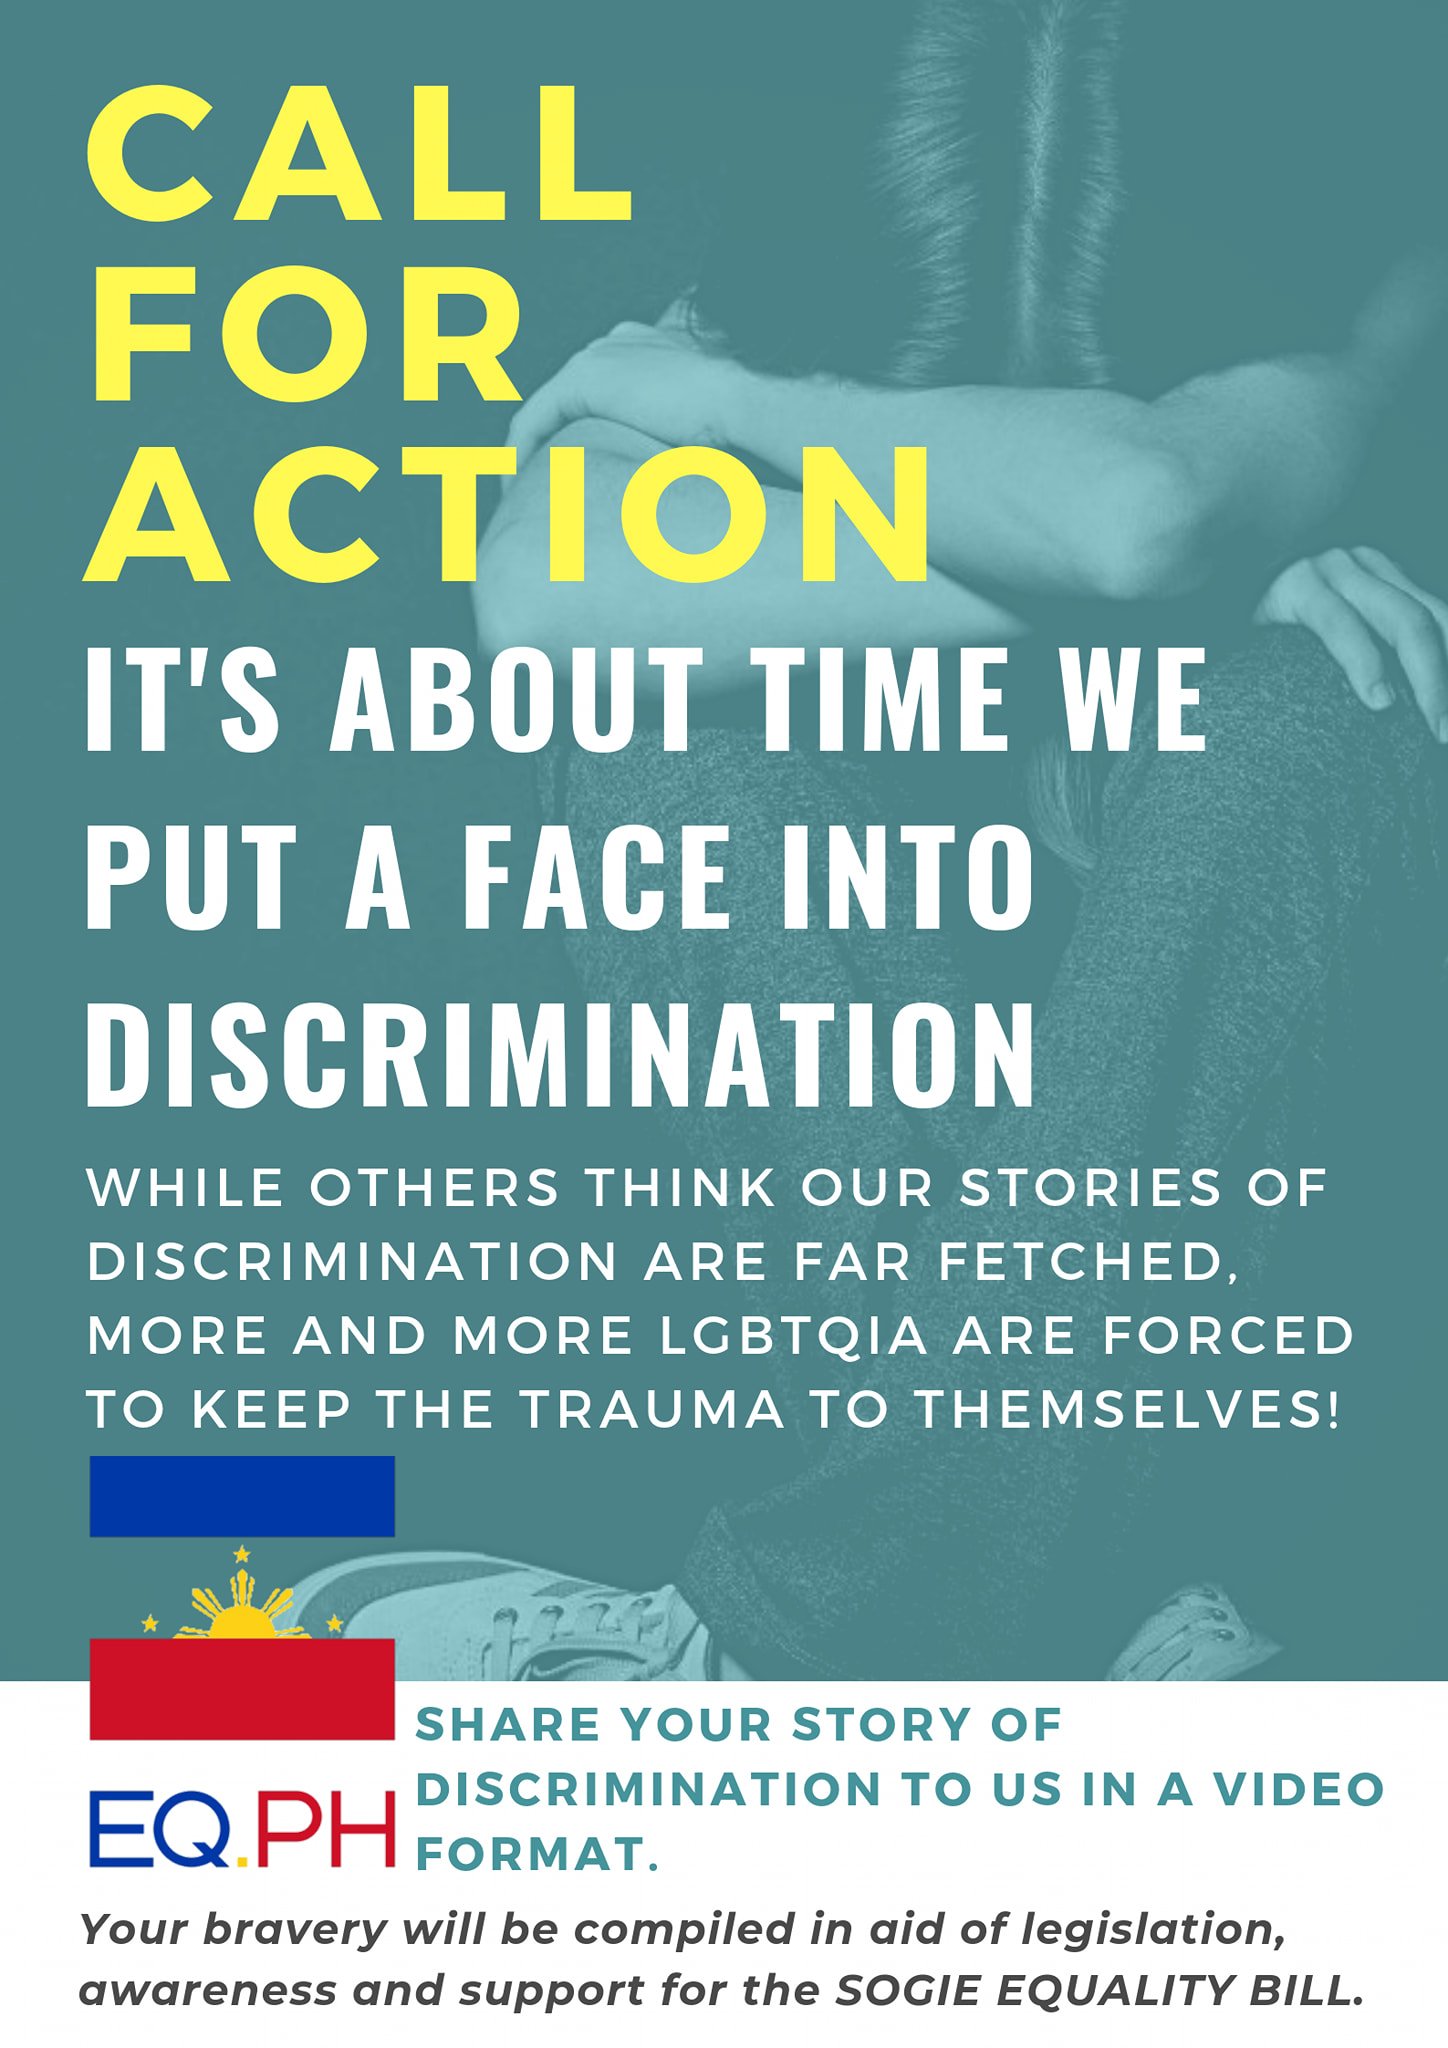 CALL
FOR
ACTION
IT'S ABOUT TIME WE
PUT A FACE INTO
DISCRIMINATION
WHILE OTHERS THINK OUR STORIES OF
DISCRIMINATION ARE FAR FETCHED,
MORE AND MORE LGBTQIA ARE FORCED
TO KEEP THE TRAUMA TO THEMSELVES!
EQ.PH
SHARE YOUR STORY OF
DISCRIMINATION TO US IN A VIDEO
FORMAT.
Your bravery will be compiled in aid of legislation,
awareness and support for the SOGIE EQUALITY BILL.